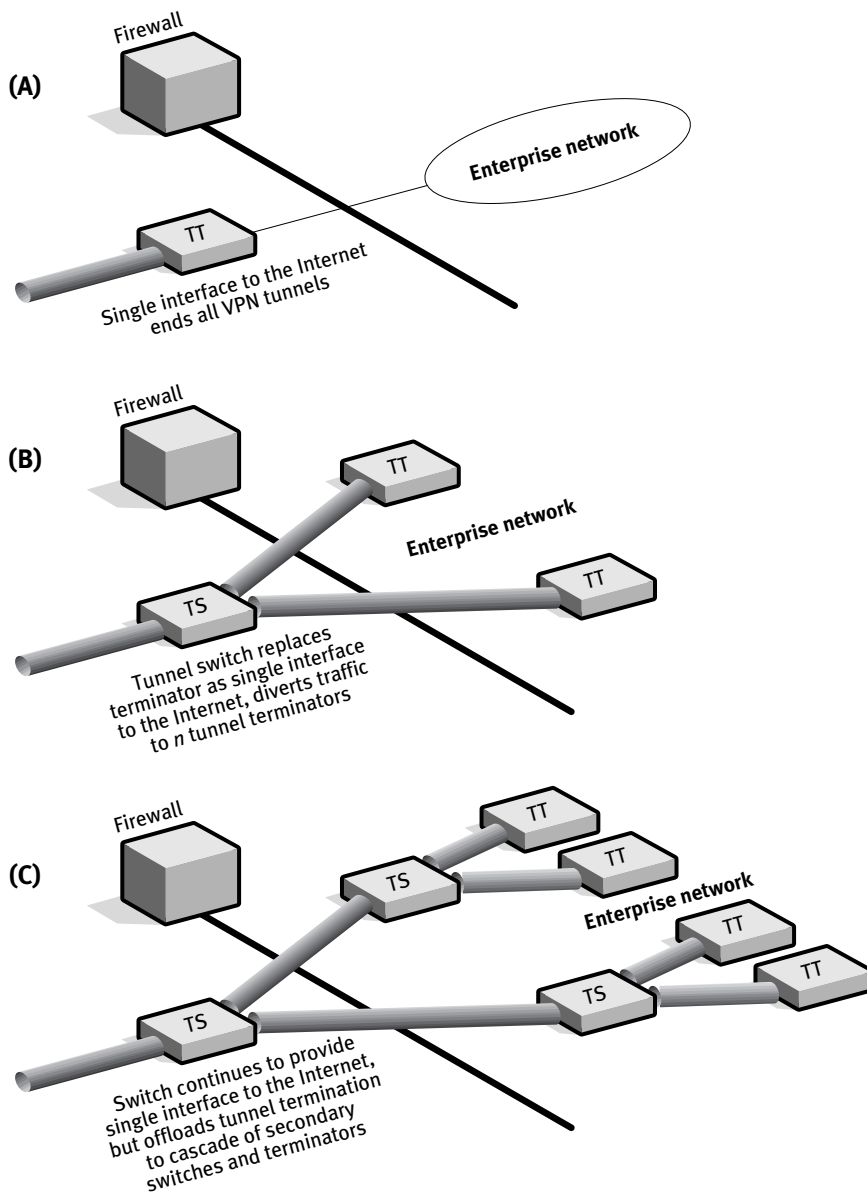 Firewall
(A)
Enterprise network
TT
Single interface to the Internet
ends all VPN tunnels
Firewall
(B)
TT
Enterprise network
TT
TS
Tunnel switch replaces
terminator as single interface
to the Internet, diverts traffic
to n tunnel terminators
Firewall
TT
TT
(C)
TS
Enterprise network
TT
TT
TS
TS
Switch continues to provide
single interface to the Internet,
but offloads tunnel termination
to cascade of secondary
switches and terminators